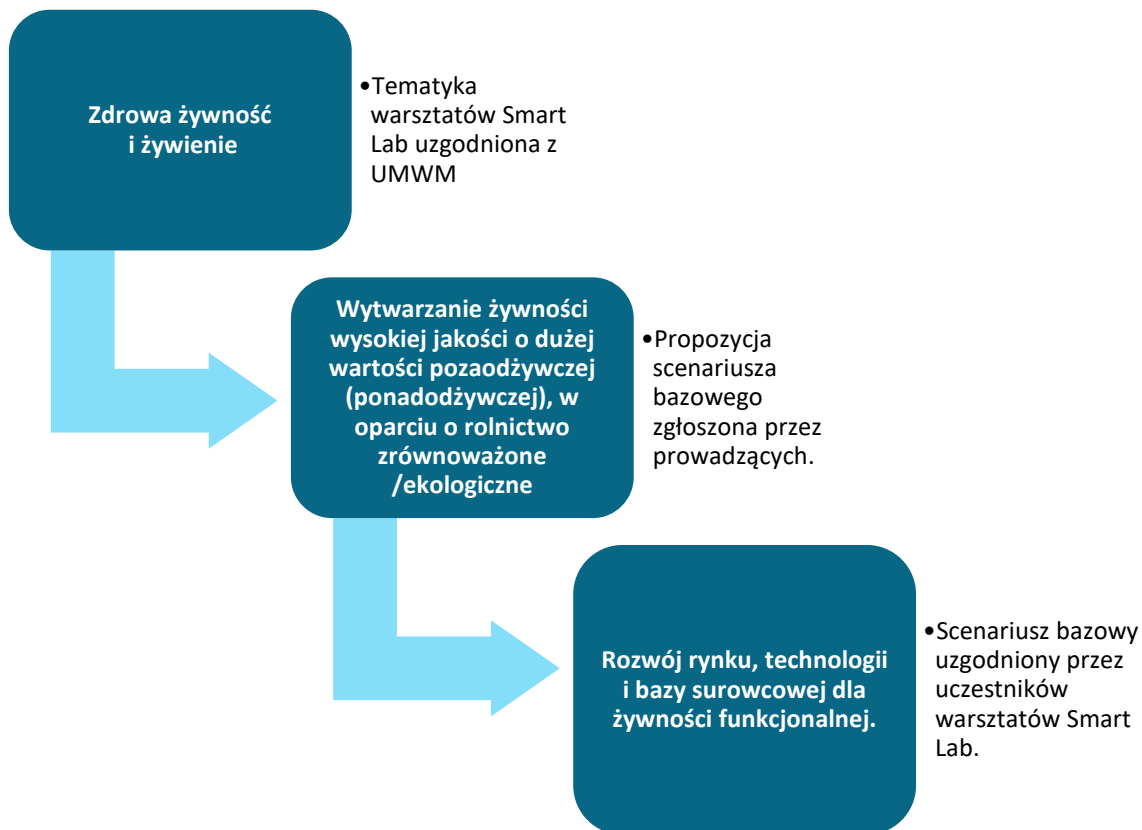 Zdrowa żywność
i żywienie
•Tematyka
warsztatów Smart
Lab uzgodniona z
UMWM
Wytwarzanie żywności
wysokiej jakości o dużej
wartości pozaodżywczej
(ponadodżywczej), w
oparciu o rolnictwo
zrównoważone
/ekologiczne
•Propozycja
scenariusza
bazowego
zgłoszona przez
prowadzących.
Rozwój rynku, technologii
i bazy surowcowej dla
żywności funkcjonalnej.
•Scenariusz bazowy
uzgodniony przez
uczestników
warsztatów Smart
Lab.